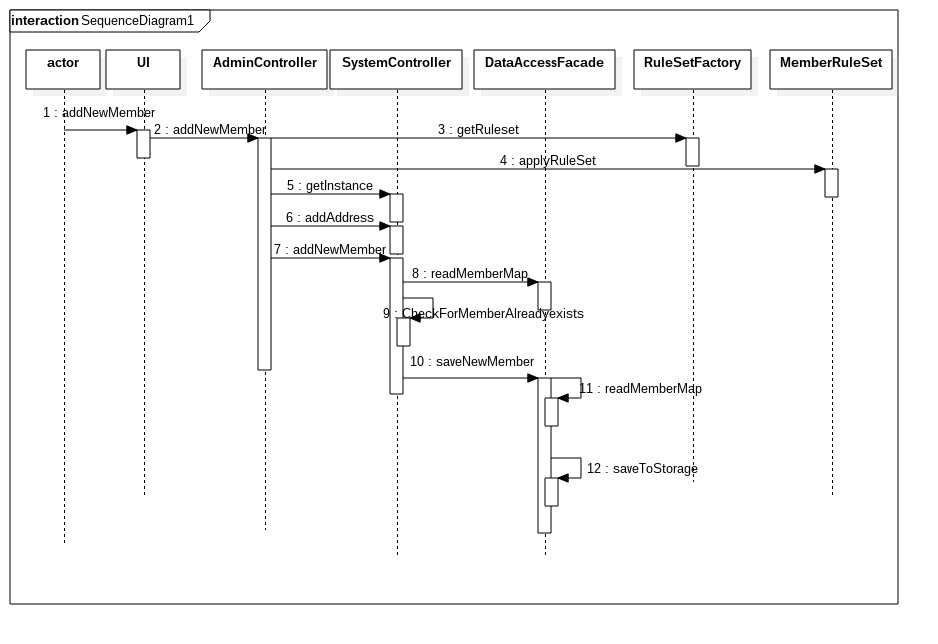 interaction SequenceDiagram1
actor
UI
AdminController
SystemController
DataAccessFacade
RuleSetFactory
MemberRuleSet
1 : addNewMember
2 : addNewMember
3 : getRuleset
4 : applyRuleSet
5 : getInstance
6 : addAddress
7 : addNewMember
8 : readMemberMap
9 : CheckForMemberAlreadyexists
10 : saveNewMember
11 : readMemberMap
12 : saveToStorage